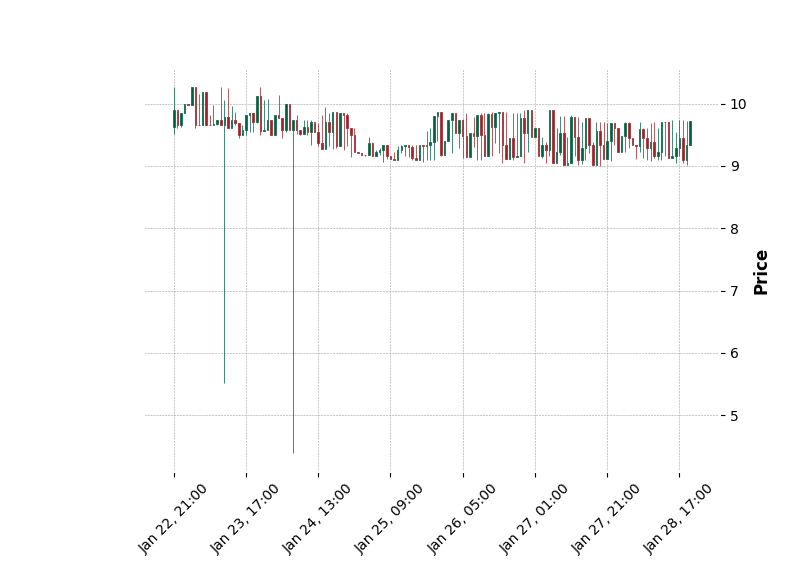 10
9
8
7
6
5
Price
Jan 22, 21:00
Jan 23, 17:00
Jan 24, 13:00
Jan 25, 09:00
Jan 26, 05:00
Jan 27, 01:00
Jan 27, 21:00
Jan 28, 17:00